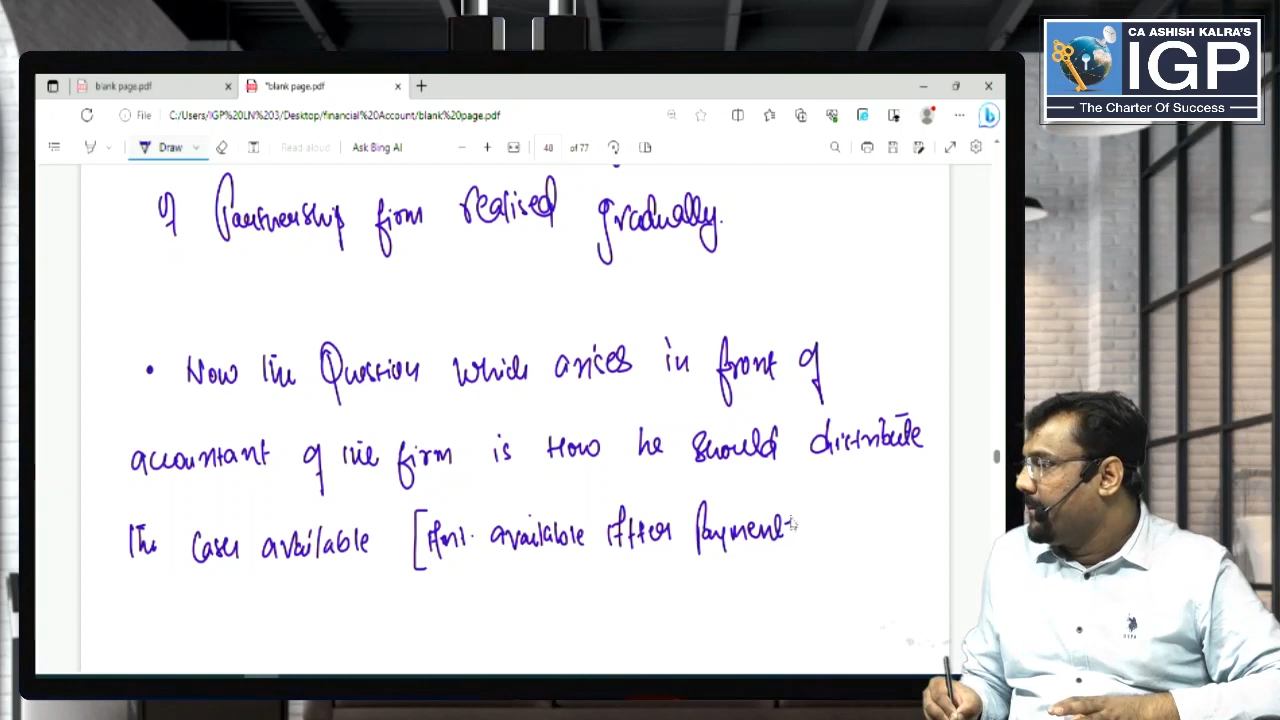 CA ASHISH KALRA'S
IGP
The Charter Of Success
blank page.pdf
*blank page.pdf
File
C:/Users/IGP%20LN%203/Desktop/financial%20Account/blank%20page.pdf
Draw
Read aloud
Ask Bing AI
48 of 77
of Partnership firm realised gradually.
• Now the Question which arises in front of
accountant of the firm is How he should distribute
the cash available [Amt. available After Payment